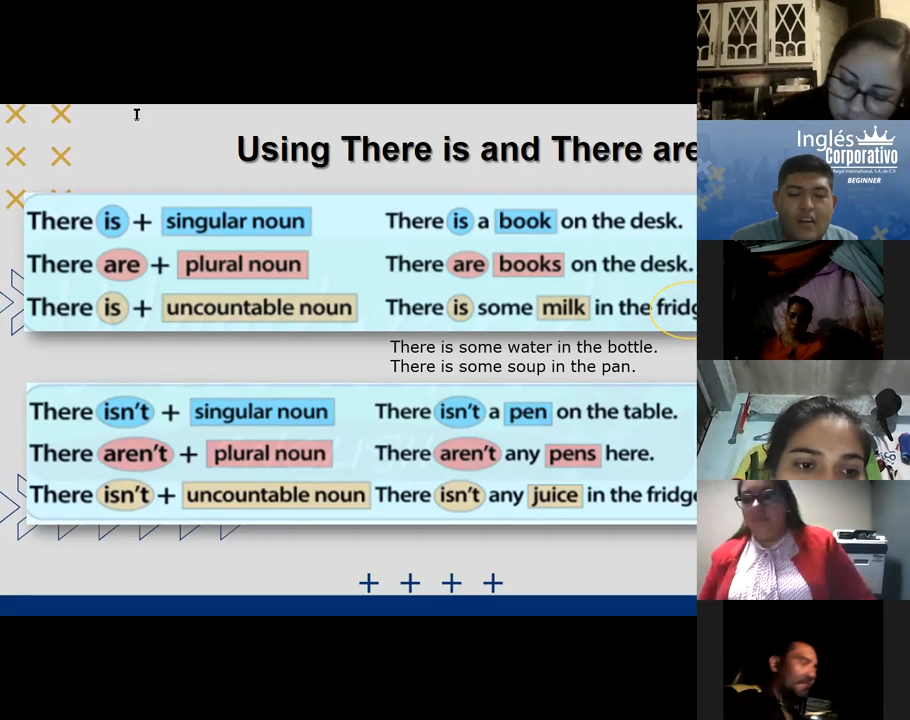 Using There is and There are
There is + singular noun There is a book on the desk.
There are + plural noun There are books on the desk.
There is + uncountable noun There is some milk in the
There is some water in the bottle.
There is some soup in the pan.
There isn't + singular noun There isn't a pen on the table.
There aren't + plural noun There aren't any pens here.
There isn't + uncountable noun There isn't any juice in the fridge
Inglés
Corporativo
BEGINNER